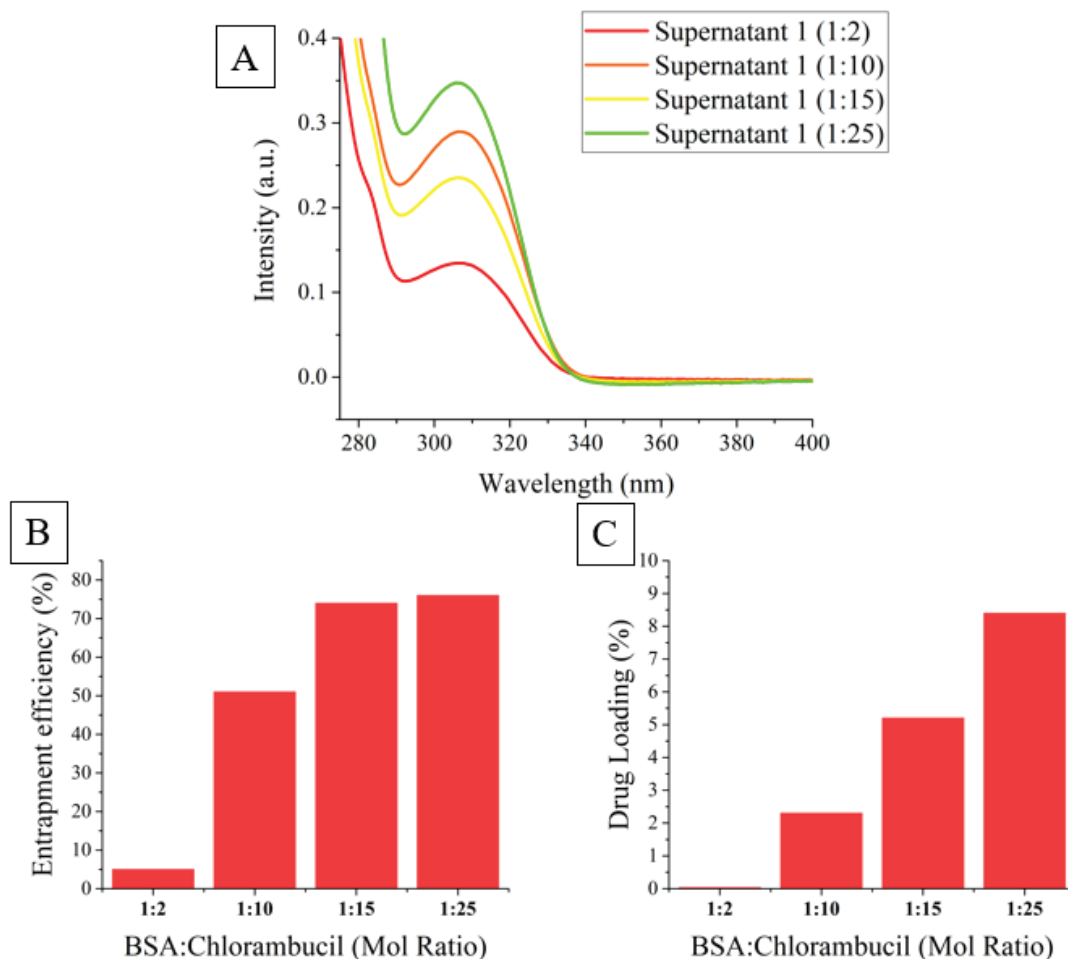 A
Supernatant 1 (1:2)
Supernatant 1 (1:10)
Supernatant 1 (1:15)
Supernatant 1 (1:25)
0.4
0.3
0.2
0.1
0.0
Intensity (a.u.)
280 300 320 340 360 380 400
Wavelength (nm)
B
80
70
60
50
40
30
20
10
0
Entrapment efficiency (%)
1:2 1:10 1:15 1:25
BSA:Chlorambucil (Mol Ratio)
C
10
9
8
7
6
5
4
3
2
1
0
Drug Loading (%)
1:2 1:10 1:15 1:25
BSA:Chlorambucil (Mol Ratio)